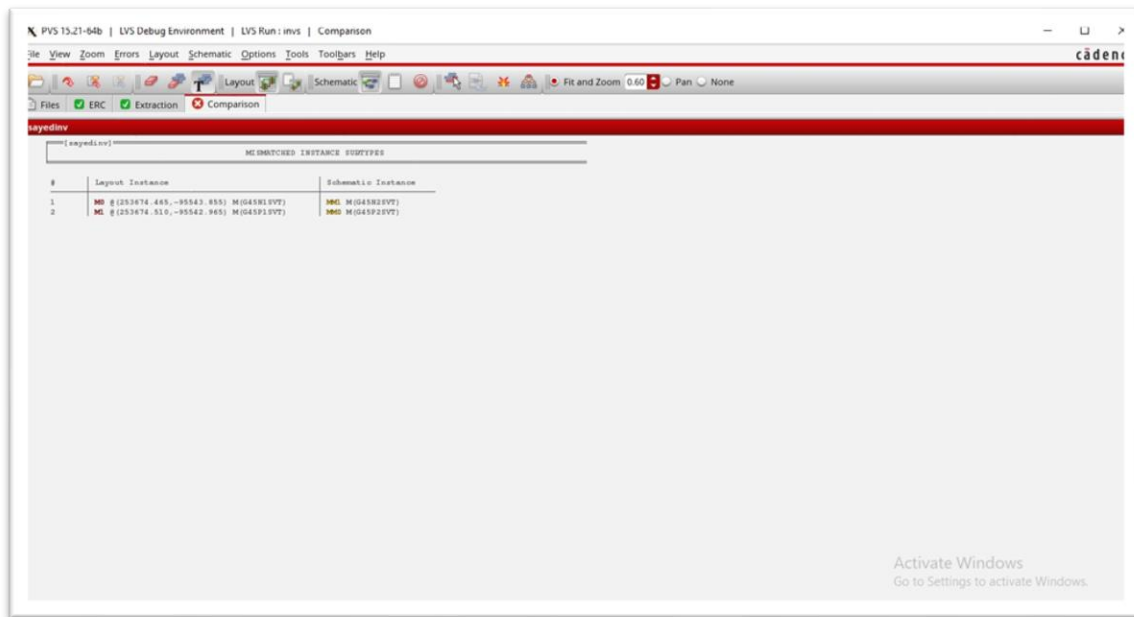 PVS 15.21-64b | LVS Debug Environment | LVS Run : invs | Comparison
File View Zoom Errors Layout Schematic Options Tools Toolbars Help
cādenc
Layout Schematic Fit and Zoom 0.60 Pan None
Files ERC Extraction Comparison
sayedinv
[sayedinv]
MISMATCHED INSTANCE SUBTYPES
# Layout Instance Schematic Instance
1 M0 @(253674.465,-95543.855) M(G45N1SVT) MM1 M(G45N2SVT)
2 M1 @(253674.510,-95542.965) M(G45P1SVT) MM0 M(G45P2SVT)
Activate Windows
Go to Settings to activate Windows.